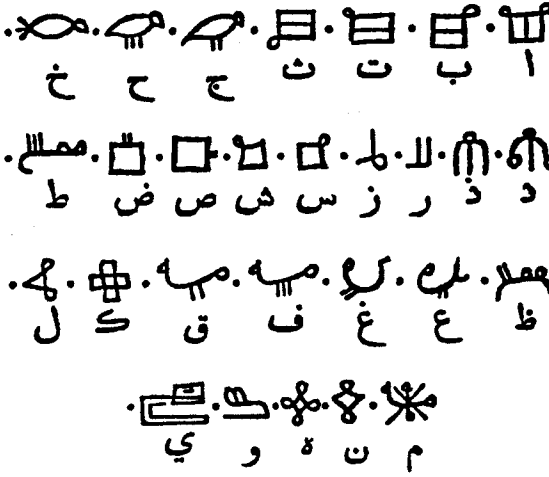 ا ب ت ث ج ح خ
د ذ ر ز س ش ص ض ط
ظ ع غ ف ق ك ل
م ن ه و ي